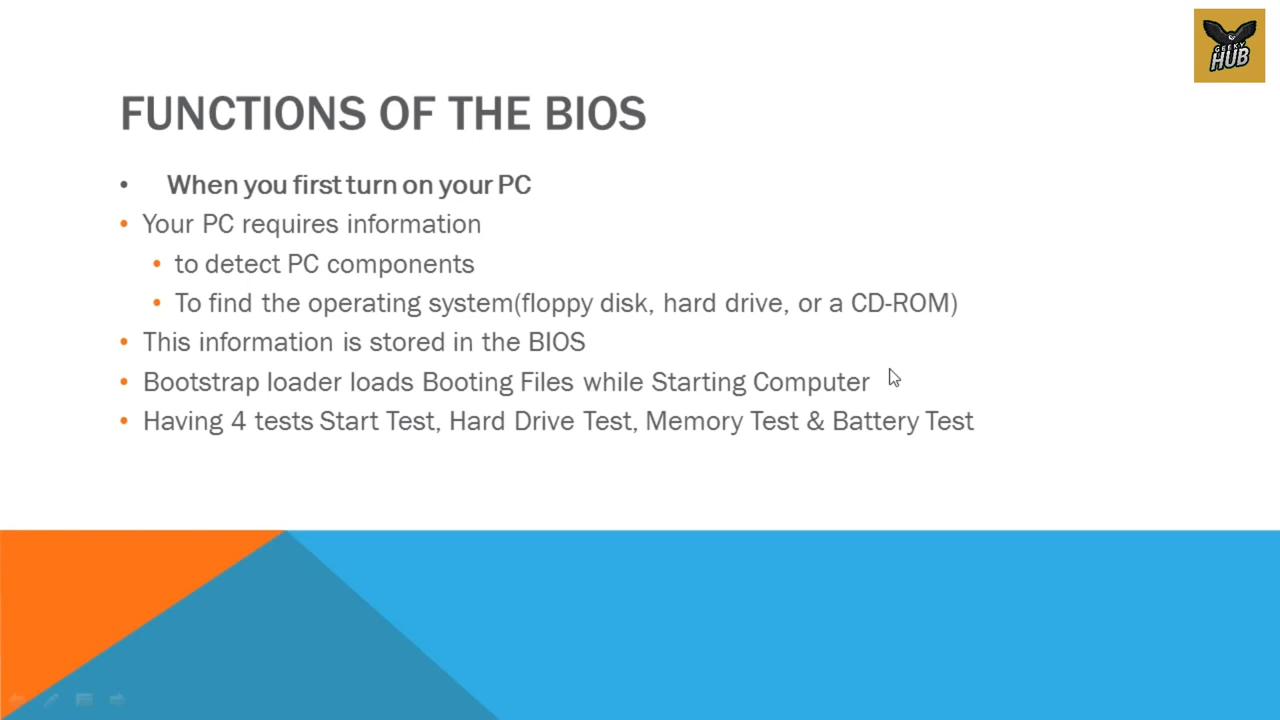 GEEKY
HUB
FUNCTIONS OF THE BIOS
• When you first turn on your PC
• Your PC requires information
• to detect PC components
• To find the operating system(floppy disk, hard drive, or a CD-ROM)
• This information is stored in the BIOS
• Bootstrap loader loads Booting Files while Starting Computer
• Having 4 tests Start Test, Hard Drive Test, Memory Test & Battery Test